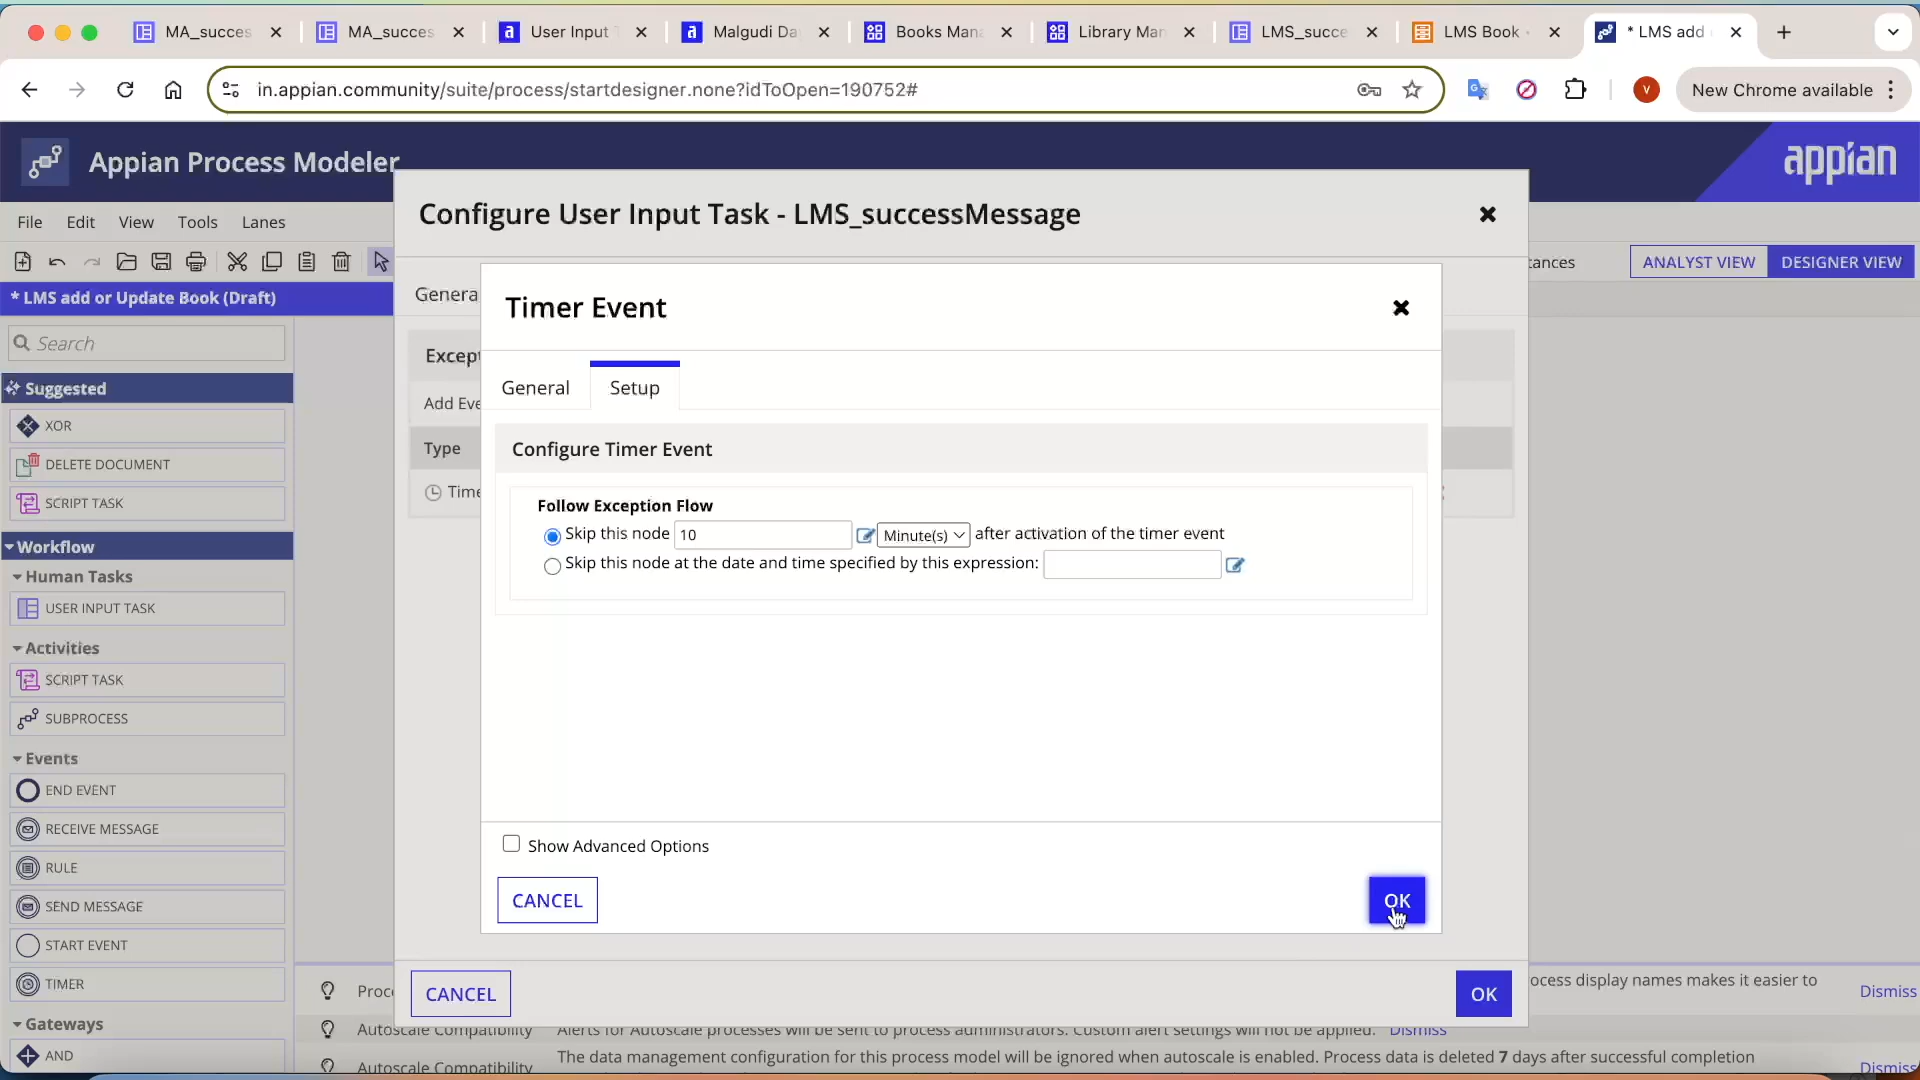 MA_succes
MA_succes
User Input
Malgudi Da
Books Mana
Library Man
LMS_succe
LMS Book
* LMS add
in.appian.community/suite/process/startdesigner.none?idToOpen=190752#
V
New Chrome available
Appian Process Modeler
appian
File Edit View Tools Lanes
tances
ANALYST VIEW
DESIGNER VIEW
* LMS add or Update Book (Draft)
Search
Suggested
XOR
DELETE DOCUMENT
SCRIPT TASK
Workflow
Human Tasks
USER INPUT TASK
Activities
SCRIPT TASK
SUBPROCESS
Events
END EVENT
RECEIVE MESSAGE
RULE
SEND MESSAGE
START EVENT
TIMER
Gateways
AND
Configure User Input Task - LMS_successMessage
Genera
Excep
Add Eve
Type
Time
Timer Event
General
Setup
Configure Timer Event
Follow Exception Flow
Skip this node 10 Minute(s) after activation of the timer event
Skip this node at the date and time specified by this expression:
Show Advanced Options
CANCEL
OK
CANCEL
OK
Proc
ocess display names makes it easier to
Dismiss
Autoscale Compatibility Alerts for Autoscale processes will be sent to process administrators. Custom alert settings will not be applied. Dismiss
Autoscale Compatibility The data management configuration for this process model will be ignored when autoscale is enabled. Process data is deleted 7 days after successful completion Dismiss